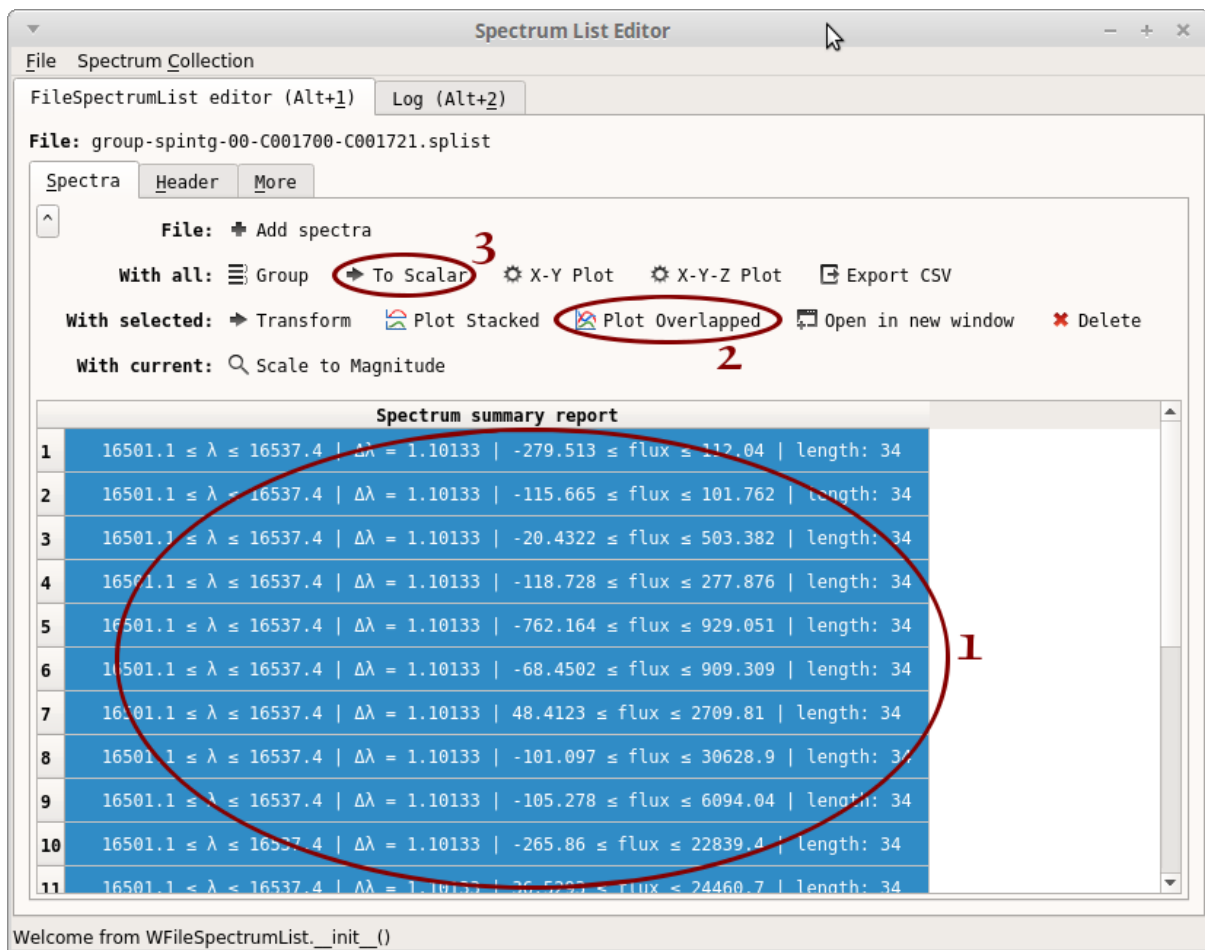 Spectrum List Editor
File Spectrum Collection
FileSpectrumList editor (Alt+1) Log (Alt+2)
File: group-spintg-00-C001700-C001721.splist
Spectra Header More
File: Add spectra
3
With all: Group To Scalar X-Y Plot X-Y-Z Plot Export CSV
With selected: Transform Plot Stacked Plot Overlapped Open in new window Delete
2
With current: Scale to Magnitude
Spectrum summary report
1 16501.1 ≤ λ ≤ 16537.4 | Δλ = 1.10133 | -279.513 ≤ flux ≤ 112.04 | length: 34
2 16501.1 ≤ λ ≤ 16537.4 | Δλ = 1.10133 | -115.665 ≤ flux ≤ 101.762 | length: 34
3 16501.1 ≤ λ ≤ 16537.4 | Δλ = 1.10133 | -20.4322 ≤ flux ≤ 503.382 | length: 34
4 16501.1 ≤ λ ≤ 16537.4 | Δλ = 1.10133 | -118.728 ≤ flux ≤ 277.876 | length: 34
5 16501.1 ≤ λ ≤ 16537.4 | Δλ = 1.10133 | -762.164 ≤ flux ≤ 929.051 | length: 34
6 16501.1 ≤ λ ≤ 16537.4 | Δλ = 1.10133 | -68.4502 ≤ flux ≤ 909.309 | length: 34
1
7 16501.1 ≤ λ ≤ 16537.4 | Δλ = 1.10133 | 48.4123 ≤ flux ≤ 2709.81 | length: 34
8 16501.1 ≤ λ ≤ 16537.4 | Δλ = 1.10133 | -101.097 ≤ flux ≤ 30628.9 | length: 34
9 16501.1 ≤ λ ≤ 16537.4 | Δλ = 1.10133 | -105.278 ≤ flux ≤ 6094.04 | length: 34
10 16501.1 ≤ λ ≤ 16537.4 | Δλ = 1.10133 | -265.86 ≤ flux ≤ 22839.4 | length: 34
11 16501.1 ≤ λ ≤ 16537.4 | Δλ = 1.10133 | 36.5293 ≤ flux ≤ 24460.7 | length: 34
Welcome from WFileSpectrumList.__init__()